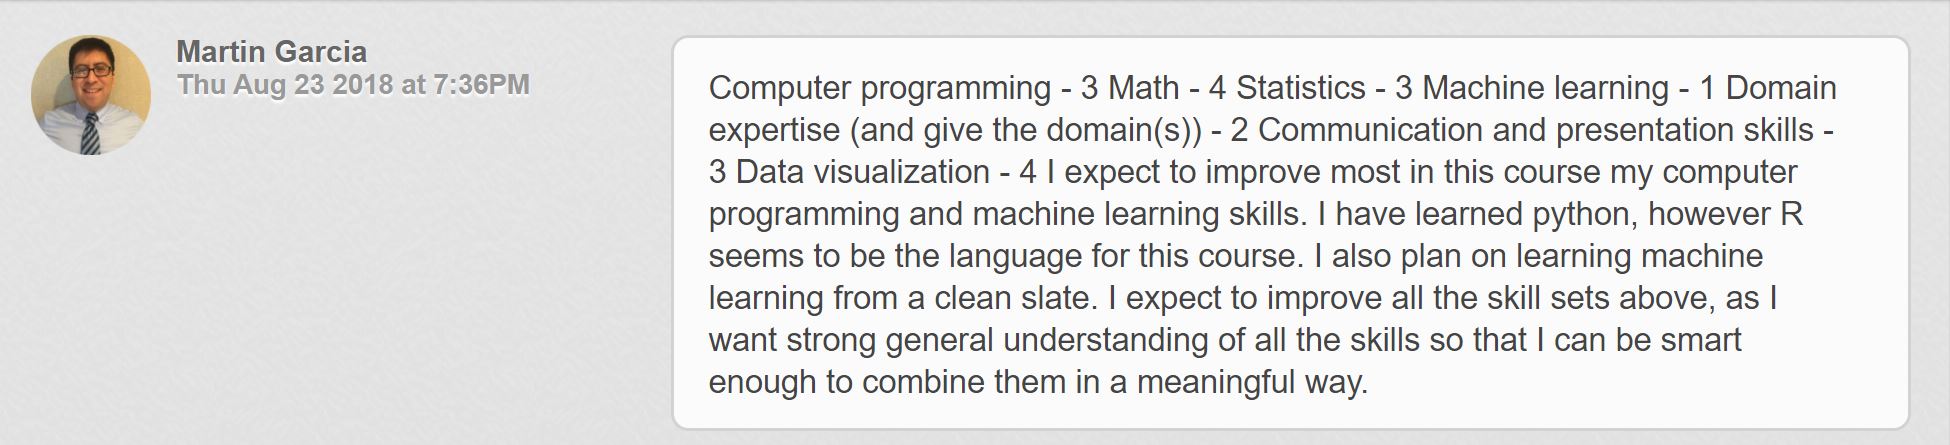 Martin Garcia
Thu Aug 23 2018 at 7:36PM
Computer programming - 3 Math - 4 Statistics - 3 Machine learning - 1 Domain
expertise (and give the domain(s)) - 2 Communication and presentation skills -
3 Data visualization - 4 I expect to improve most in this course my computer
programming and machine learning skills. I have learned python, however R
seems to be the language for this course. I also plan on learning machine
learning from a clean slate. I expect to improve all the skill sets above, as I
want strong general understanding of all the skills so that I can be smart
enough to combine them in a meaningful way.